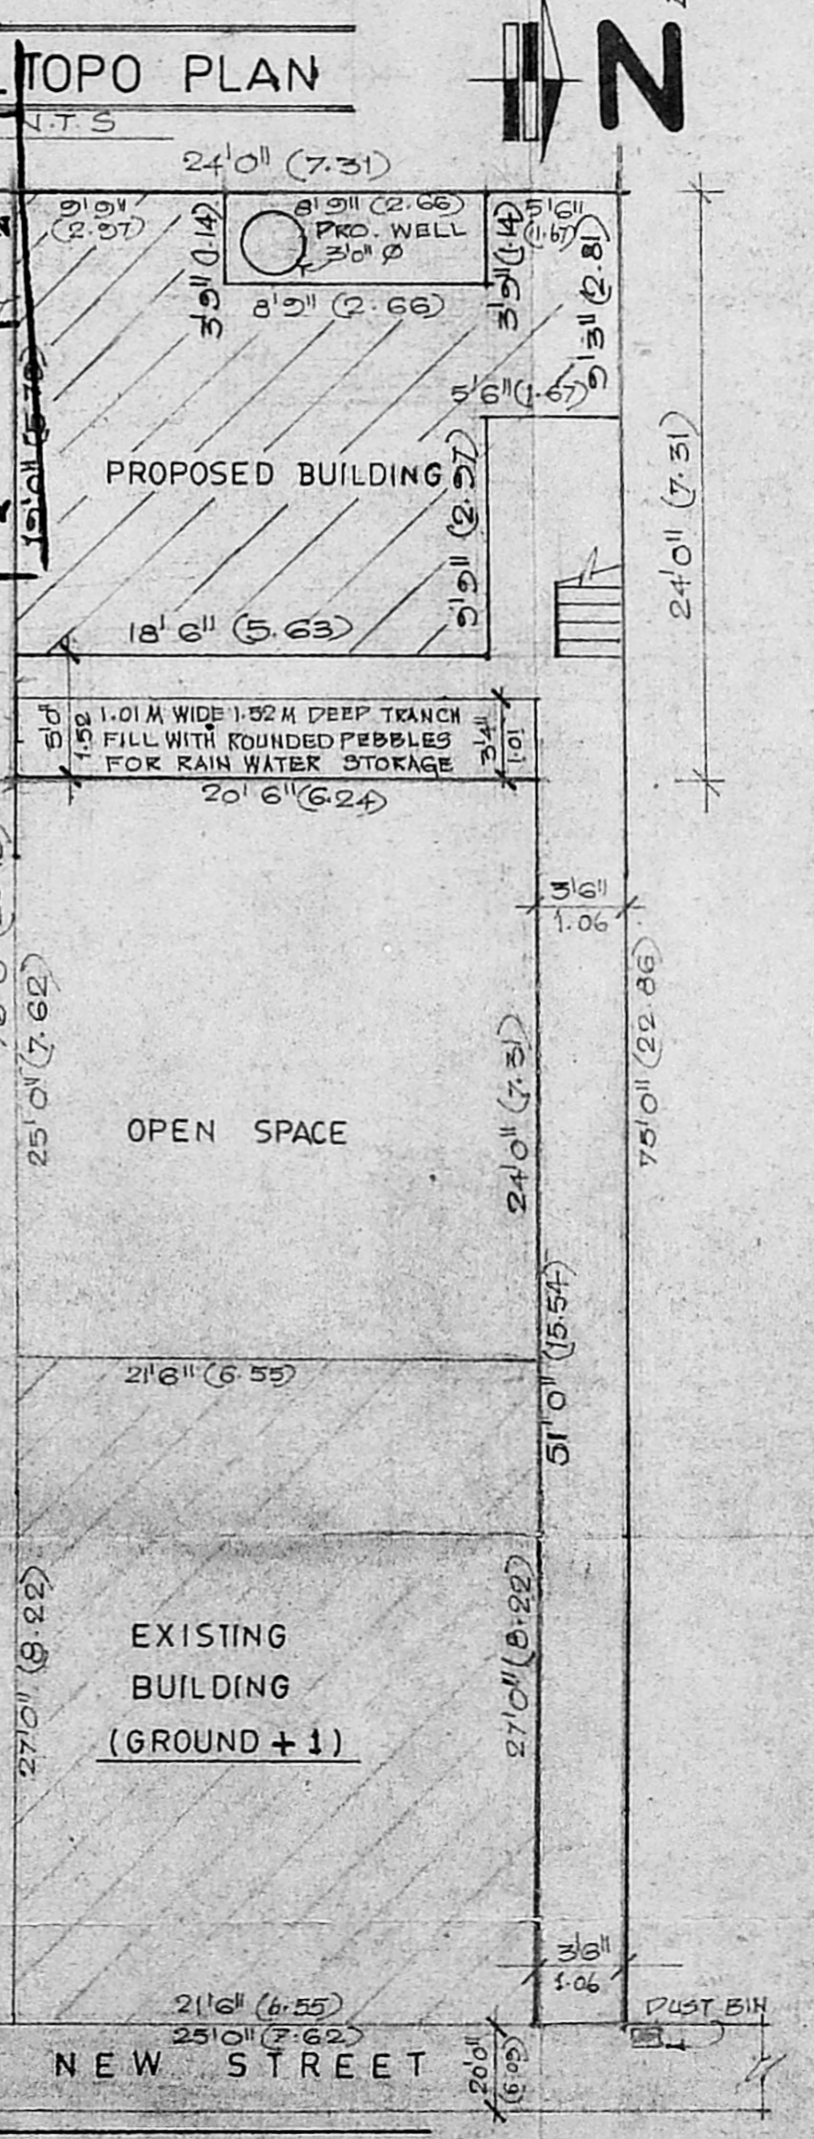 TOPO PLAN
N
N.T.S
24'0" (7.31)
9'9"
(2.97)
3'9" (1.14)
8'9" (2.66)
PRO. WELL
3'0" Ø
3'9" (1.14)
5'6"
(1.67)
9'3" (2.81)
8'9" (2.66)
5'6" (1.67)
19'0"
PROPOSED BUILDING
9'9" (2.97)
24'0" (7.31)
18'6" (5.63)
5'0"
1.52
1.01 M WIDE 1.52 M DEEP TRANCH
FILL WITH ROUNDED PEBBLES
FOR RAIN WATER STORAGE
3'4"
1.01
20'6" (6.24)
3'6"
1.06
25'0" (7.62)
24'0" (7.31)
75'0" (22.86)
OPEN SPACE
51'0" (15.54)
21'6" (6.55)
27'0" (8.22)
27'0" (8.22)
EXISTING
BUILDING
(GROUND + 1)
3'6"
1.06
21'6" (6.55)
DUST BIN
25'0" (7.62)
NEW STREET
20'0"
(6.09)